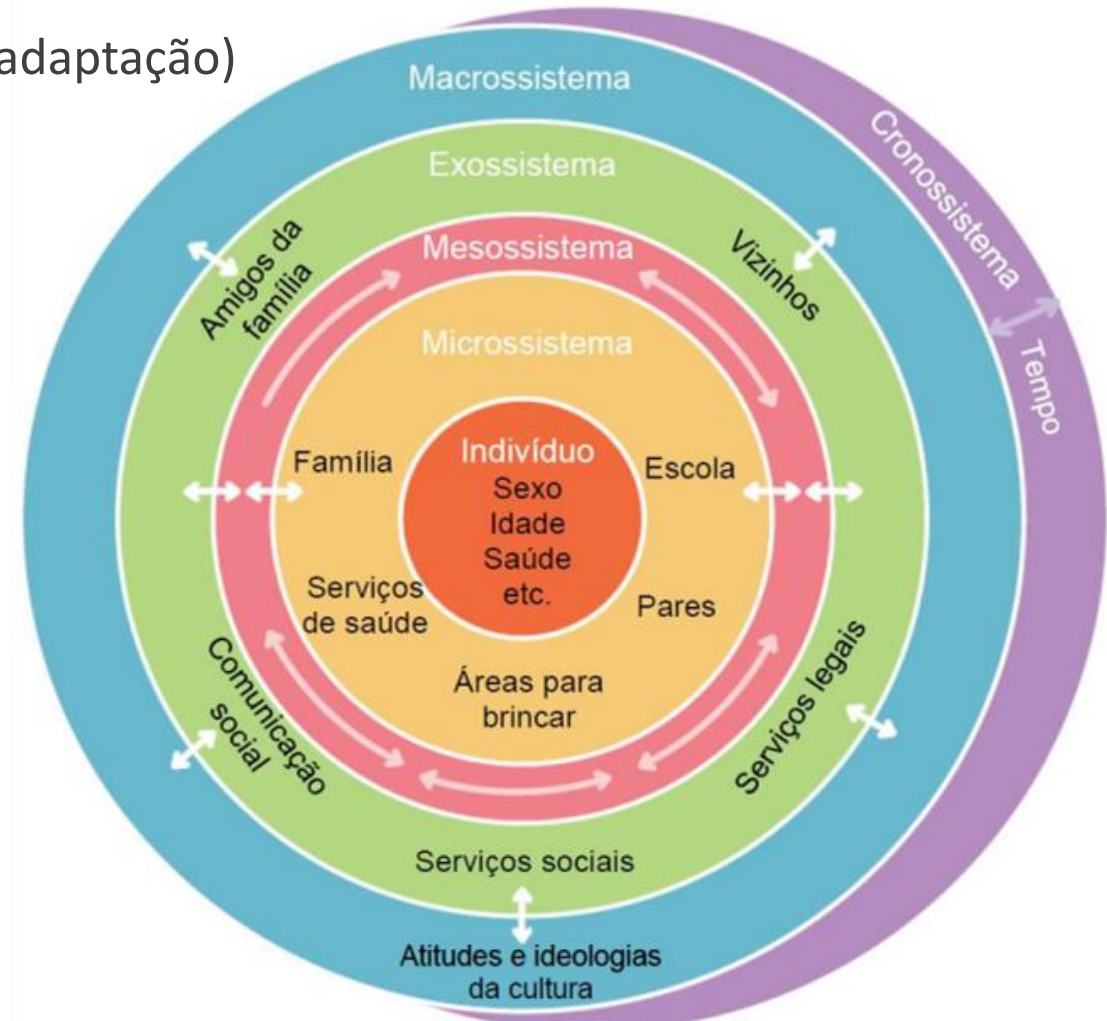 adaptação)
Macrossistema
Exossistema
Mesossistema
Microssistema
Cronossistema
Tempo
Amigos da
família
Vizinhos
Família
Escola
Indivíduo
Sexo
Idade
Saúde
etc.
Serviços
de saúde
Pares
Áreas para
brincar
Comunicação
social
Serviços legais
Serviços sociais
Atitudes e ideologias
da cultura